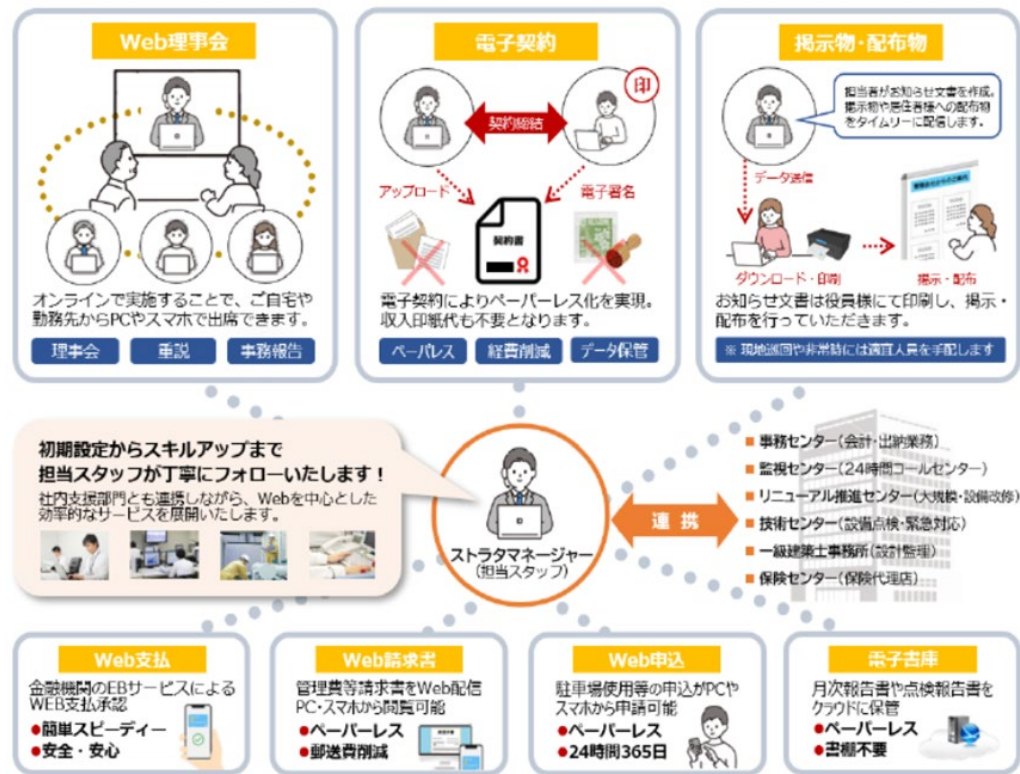 Web理事会
オンラインで実施することで、ご自宅や
勤務先からPCやスマホで出席できます。
理事会
重説
事務報告
電子契約
印
契約締結
アップロード
電子署名
契約書
電子契約によりペーパーレス化を実現。
収入印紙代も不要となります。
ペーパレス
経費削減
データ保管
掲示物・配布物
担当者がお知らせ文書を作成。
掲示物や居住者様への配布物
をタイムリーに配信します。
データ送信
ダウンロード・印刷
掲示・配布
お知らせ文書は役員様にて印刷し、掲示・
配布を行っていただきます。
※ 現地巡回や非常時には適宜人員を手配します
初期設定からスキルアップまで
担当スタッフが丁寧にフォローいたします！
社内支援部門とも連携しながら、Webを中心とした
効率的なサービスを展開いたします。
ストラタマネージャー
(担当スタッフ)
連携
事務センター(会計・出納業務)
監視センター(24時間コールセンター)
リニューアル推進センター(大規模・設備改修)
技術センター(設備点検・緊急対応)
一級建築士事務所(設計監理)
保険センター(保険代理店)
Web支払
金融機関のEBサービスによる
WEB支払承認
●簡単スピーディー
●安全・安心
Web請求書
管理費等請求書をWeb配信
PC・スマホから閲覧可能
●ペーパーレス
●郵送費削減
Web申込
駐車場使用等の申込がPCや
スマホから申請可能
●ペーパーレス
●24時間365日
電子書庫
月次報告書や点検報告書を
クラウドに保管
●ペーパーレス
●書棚不要